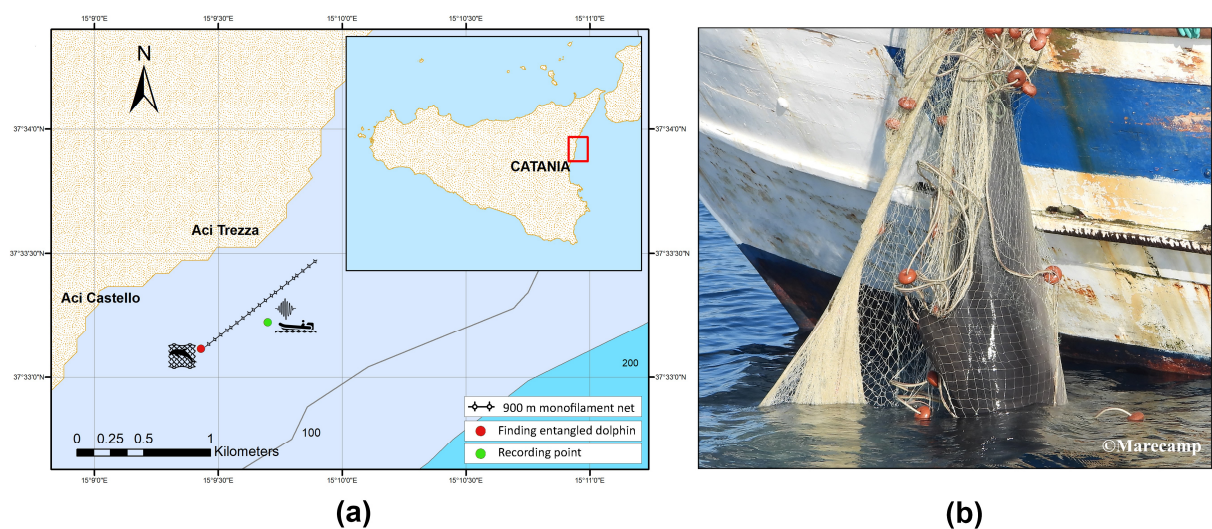 15°9'0"E 15°9'30"E 15°10'0"E 15°10'30"E 15°11'0"E
N
37°34'0"N 37°34'0"N
CATANIA
Aci Trezza
37°33'30"N 37°33'30"N
Aci Castello
200
37°33'0"N 37°33'0"N
900 m monofilament net
Finding entangled dolphin
100
0 0.25 0.5 1
Kilometers
Recording point
©Marecamp
15°9'0"E 15°9'30"E 15°10'0"E 15°10'30"E 15°11'0"E
(a) (b)